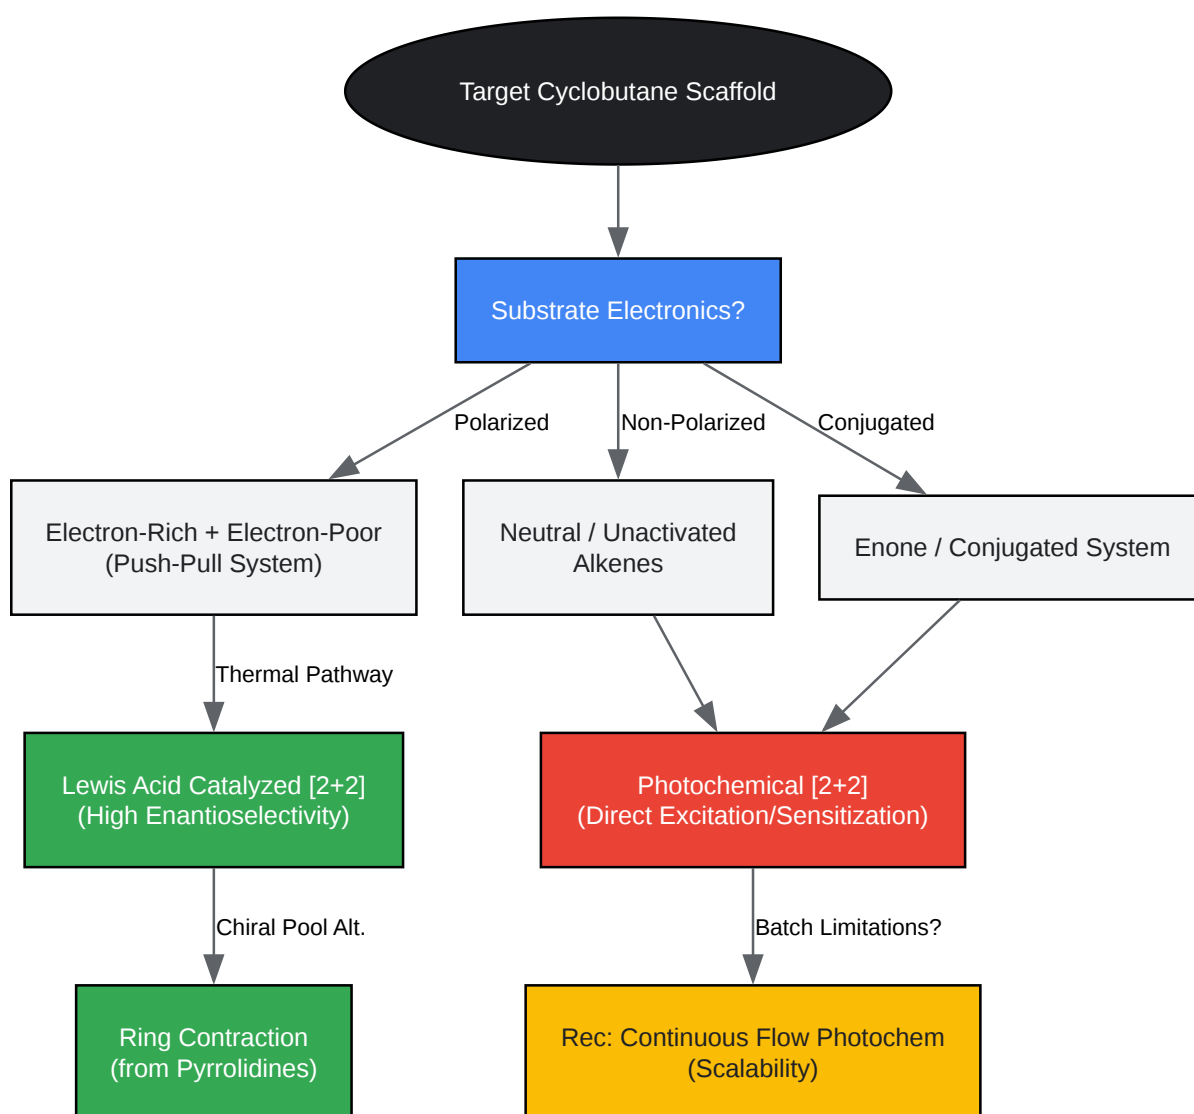 Target Cyclobutane Scaffold
Substrate Electronics?
Polarized
Non-Polarized
Conjugated
Electron-Rich + Electron-Poor
(Push-Pull System)
Neutral / Unactivated
Alkenes
Enone / Conjugated System
Thermal Pathway
Lewis Acid Catalyzed [2+2]
(High Enantioselectivity)
Photochemical [2+2]
(Direct Excitation/Sensitization)
Chiral Pool Alt.
Batch Limitations?
Ring Contraction
(from Pyrrolidines)
Rec: Continuous Flow Photochem
(Scalability)